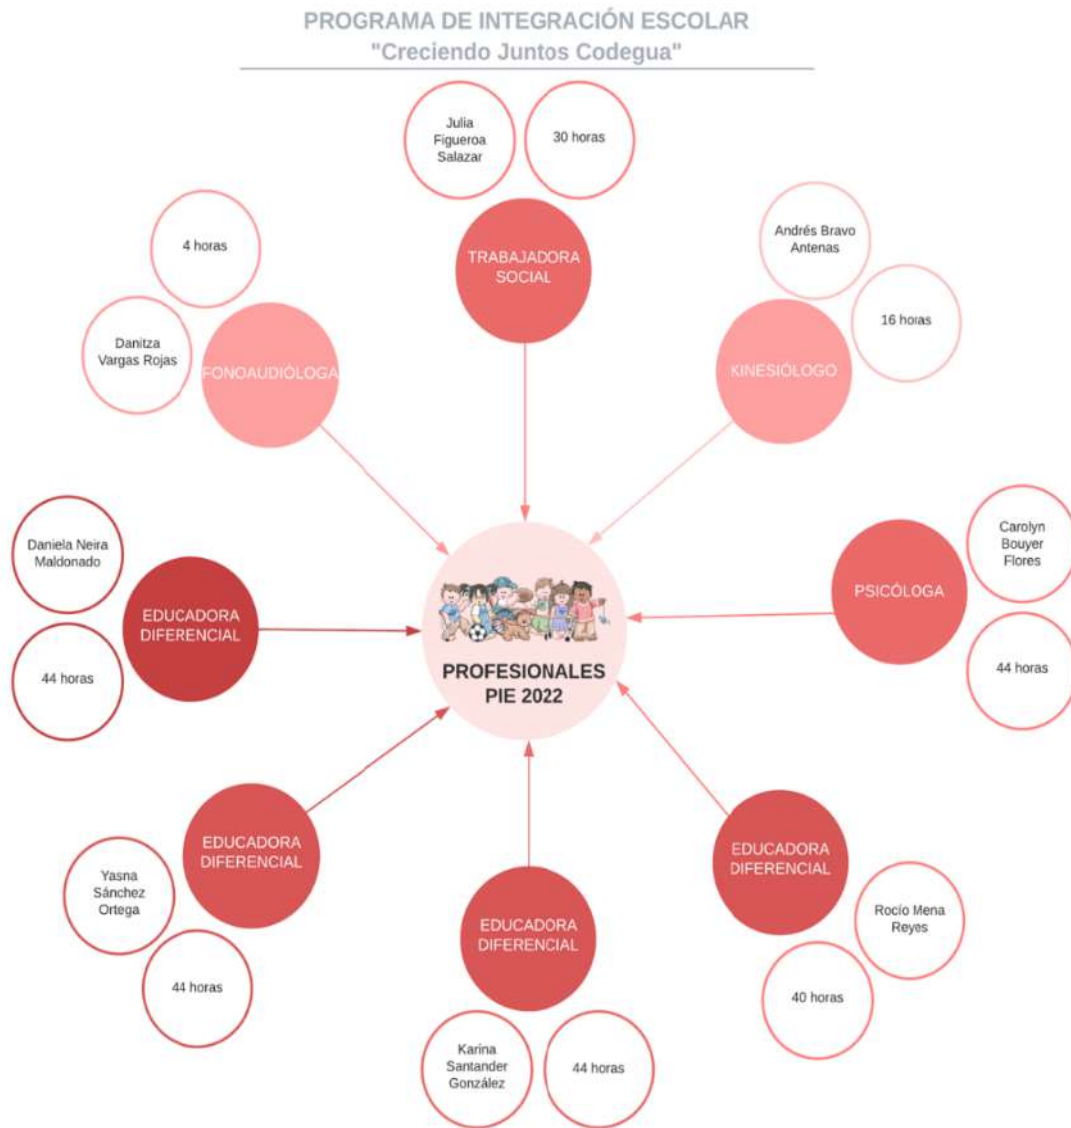 PROGRAMA DE INTEGRACIÓN ESCOLAR
"Creciendo Juntos Codegua"
Julia
Figueroa
Salazar
30 horas
TRABAJADORA
SOCIAL
4 horas
Danitza
Vargas Rojas
FONOAUDIÓLOGA
Andrés Bravo
Antenas
16 horas
KINESIÓLOGO
Daniela Neira
Maldonado
EDUCADORA
DIFERENCIAL
44 horas
PROFESIONALES
PIE 2022
Carolyn
Bouyer
Flores
PSICÓLOGA
44 horas
EDUCADORA
DIFERENCIAL
Yasna
Sánchez
Ortega
44 horas
EDUCADORA
DIFERENCIAL
Karina
Santander
González
44 horas
EDUCADORA
DIFERENCIAL
Rocío Mena
Reyes
40 horas